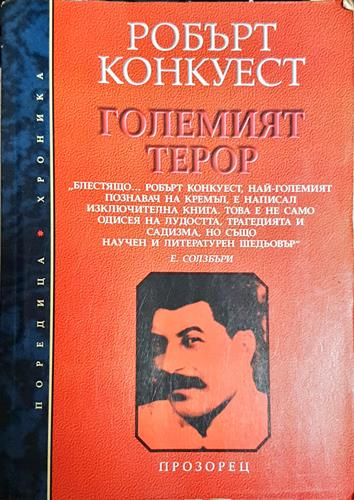 РОБЪРТ
КОНКУЕСТ
ГОЛЕМИЯТ
ТЕРОР
„БЛЕСТЯЩО... РОБЪРТ КОНКУЕСТ, НАЙ-ГОЛЕМИЯТ
ПОЗНАВАЧ НА КРЕМЪЛ, Е НАПИСАЛ
ИЗКЛЮЧИТЕЛНА КНИГА. ТОВА Е НЕ САМО
ОДИСЕЯ НА ЛУДОСТТА, ТРАГЕДИЯТА И
САДИЗМА, НО СЪЩО
НАУЧЕН И ЛИТЕРАТУРЕН ШЕДЬОВЪР“
Е. СОЛЗБЪРИ
ПРОЗОРЕЦ
ПОРЕДИЦА * ХРОНИКА